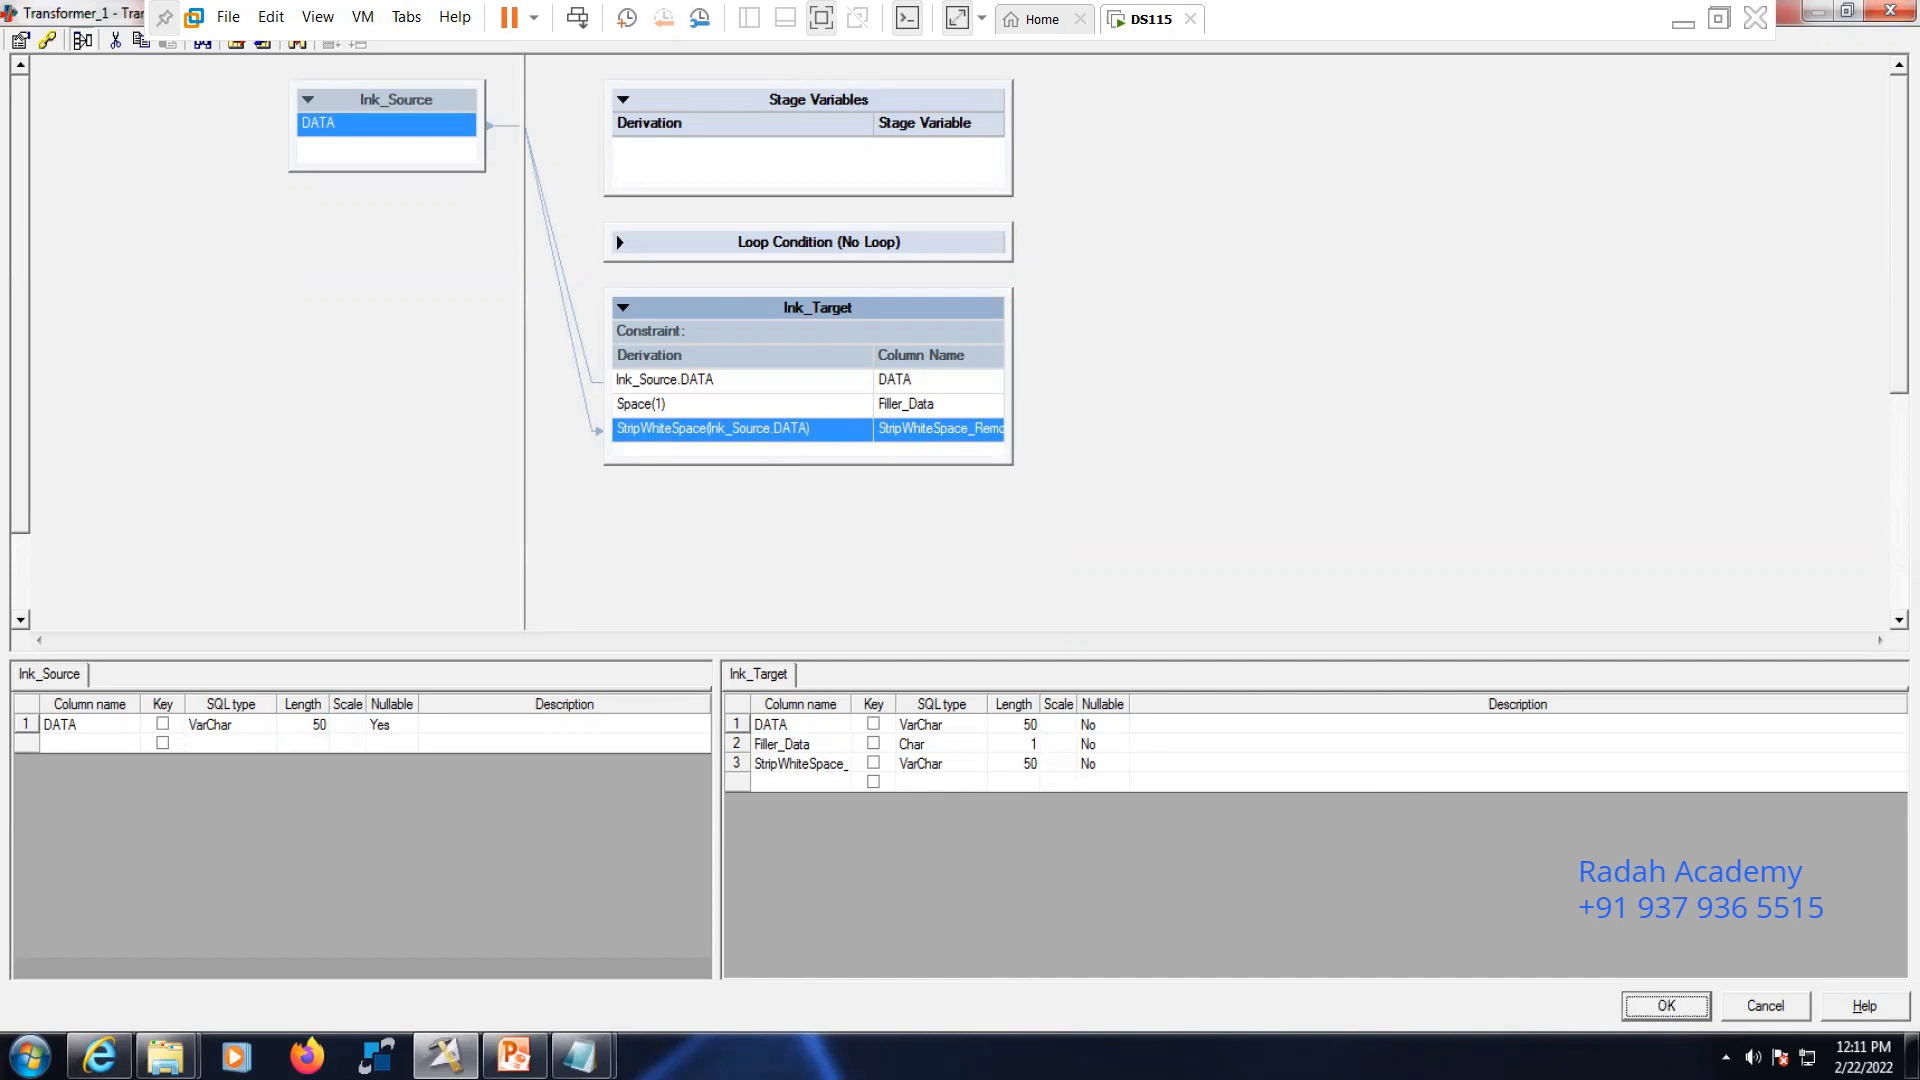 Transformer_1 - Tra
File Edit View VM Tabs Help
Home
DS115
lnk_Source
DATA
Stage Variables
Derivation Stage Variable
Loop Condition (No Loop)
lnk_Target
Constraint:
Derivation Column Name
lnk_Source.DATA DATA
Space(1) Filler_Data
StripWhiteSpace(lnk_Source.DATA) StripWhiteSpace_Remo
lnk_Source
Column name Key SQL type Length Scale Nullable Description
1 DATA VarChar 50 Yes
lnk_Target
Column name Key SQL type Length Scale Nullable Description
1 DATA VarChar 50 No
2 Filler_Data Char 1 No
3 StripWhiteSpace_ VarChar 50 No
Radah Academy
+91 937 936 5515
OK Cancel Help
12:11 PM
2/22/2022